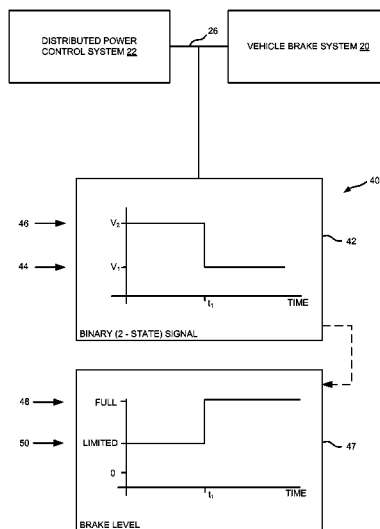 DISTRIBUTED POWER
CONTROL SYSTEM 22
26
VEHICLE BRAKE SYSTEM 20
40
46
V2
42
44
V1
t1
TIME
BINARY (2 - STATE) SIGNAL
48
FULL
47
50
LIMITED
0
t1
TIME
BRAKE LEVEL